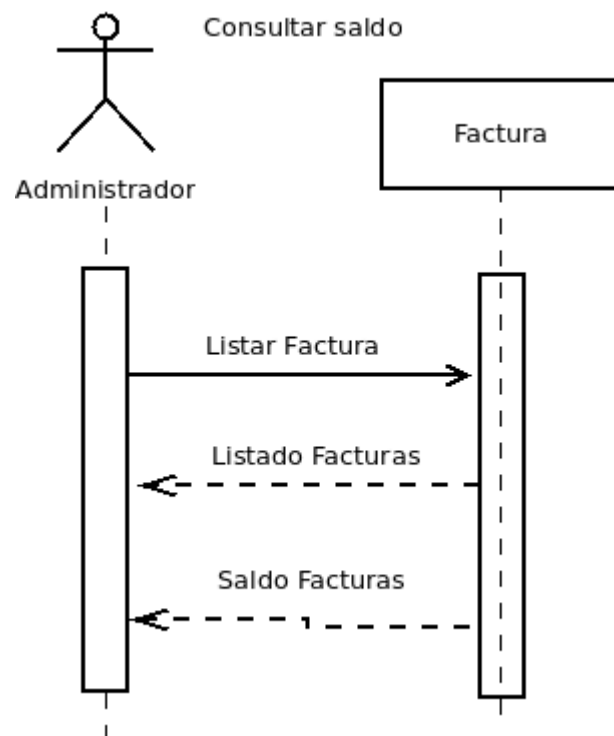 Consultar saldo
Factura
Administrador
Listar Factura
Listado Facturas
Saldo Facturas